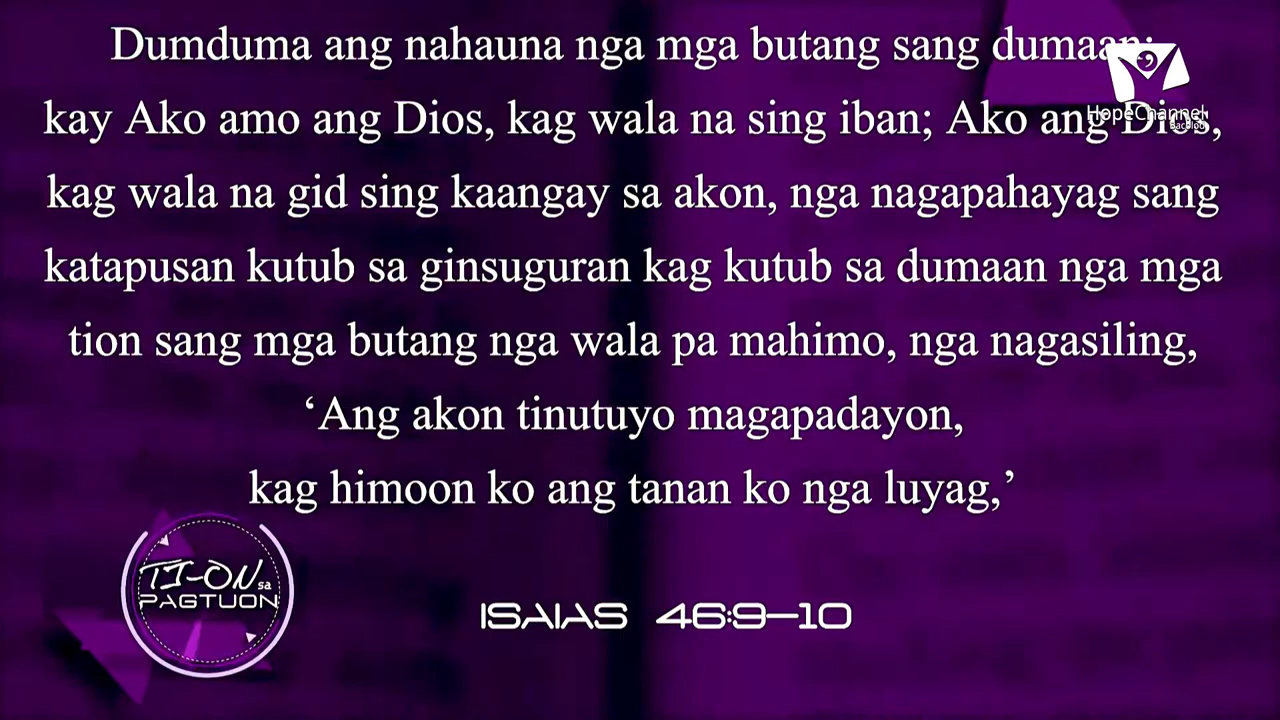 Dumduma ang nahauna nga mga butang sang dumaan;
kay Ako amo ang Dios, kag wala na sing iban; Ako ang Dios,
kag wala na gid sing kaangay sa akon, nga nagapahayag sang
katapusan kutub sa ginsuguran kag kutub sa dumaan nga mga
tion sang mga butang nga wala pa mahimo, nga nagasiling,
‘Ang akon tinutuyo magapadayon,
kag himoon ko ang tanan ko nga luyag,’
ISAIAS 46:9–10
HopeChannel
Bacolod
TI-ON sa
PAGTUON